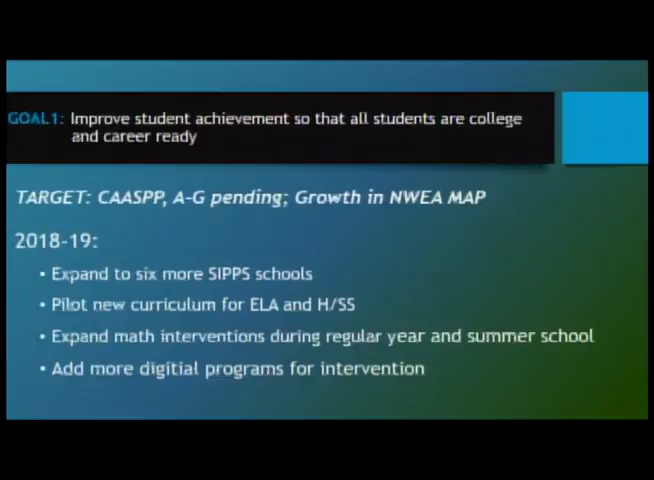 GOAL1: Improve student achievement so that all students are college
and career ready
TARGET: CAASPP, A-G pending; Growth in NWEA MAP
2018-19:
• Expand to six more SIPPS schools
• Pilot new curriculum for ELA and H/SS
• Expand math interventions during regular year and summer school
• Add more digitial programs for intervention